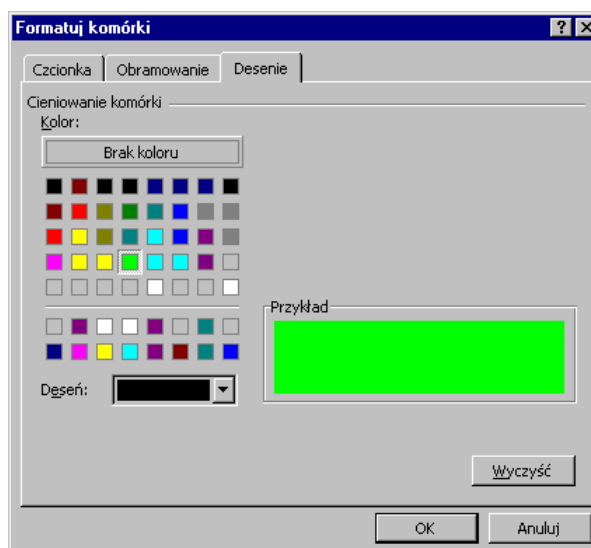 Formatuj komórki
Czcionka Obramowanie Desenie
Cieniowanie komórki
Kolor:
Brak koloru
Przykład
Deseń:
Wyczyść
OK Anuluj